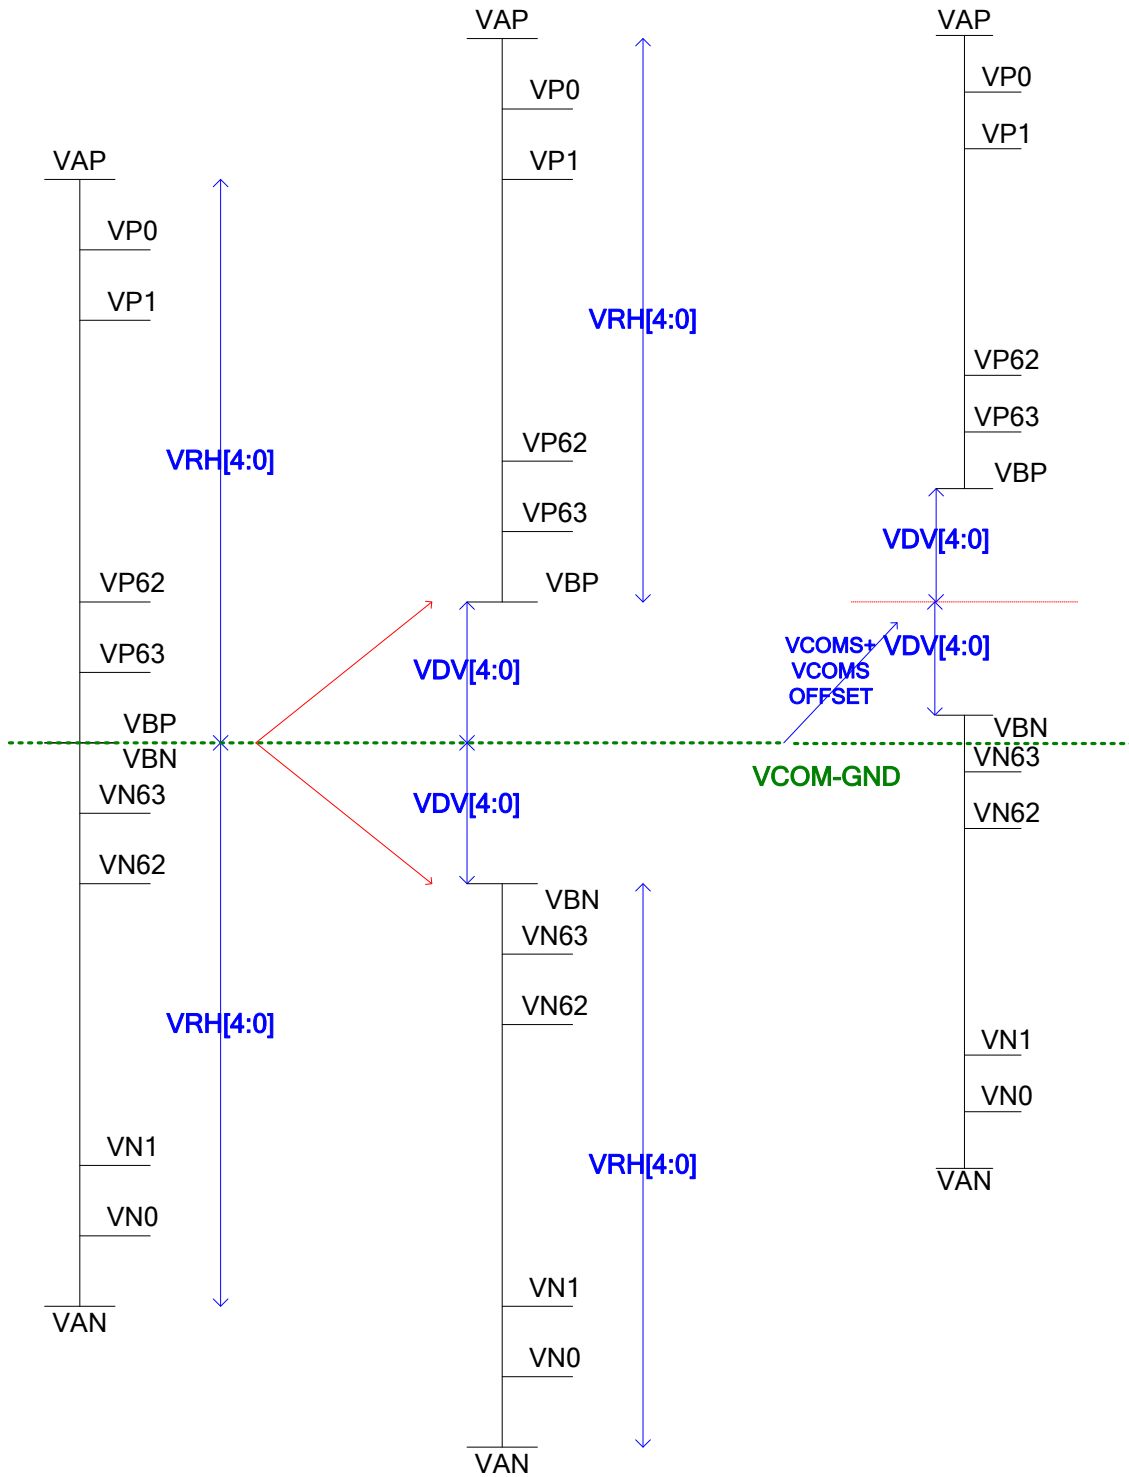 VAP
VP0
VP1
VRH[4:0]
VP62
VP63
VBP
VBN
VN63
VN62
VRH[4:0]
VN1
VN0
VAN
VAP
VP0
VP1
VRH[4:0]
VP62
VP63
VBP
VDV[4:0]
VDV[4:0]
VBN
VN63
VN62
VRH[4:0]
VN1
VN0
VAN
VAP
VP0
VP1
VP62
VP63
VBP
VDV[4:0]
VCOMS+
VCOMS
OFFSET
VDV[4:0]
VBN
VCOM-GND
VN63
VN62
VN1
VN0
VAN